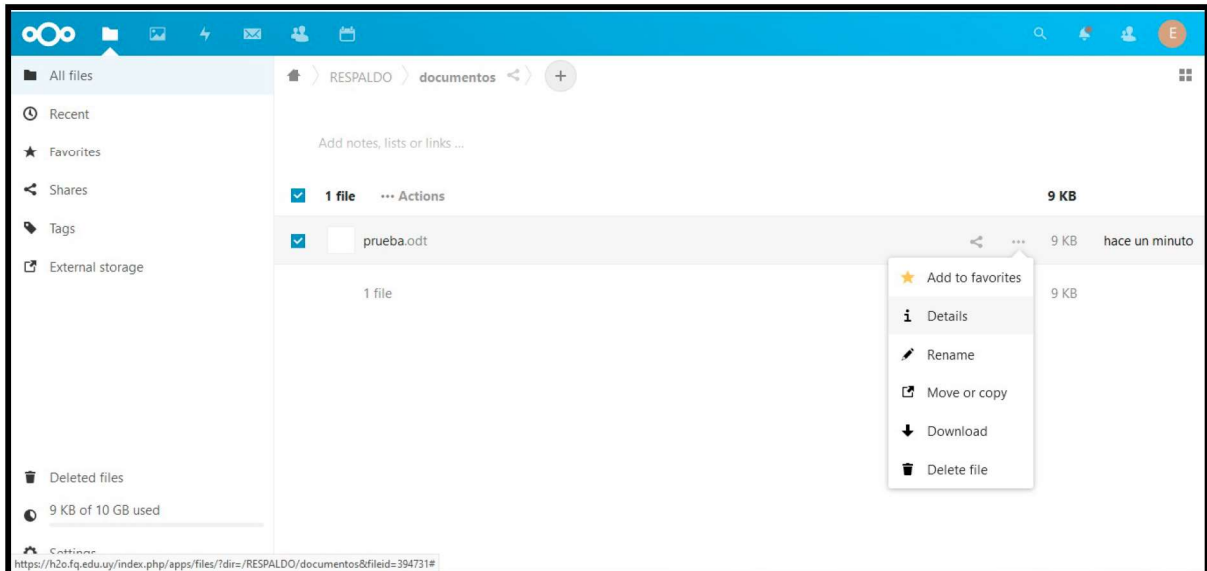 E
All files
RESPALDO
documentos
Recent
Add notes, lists or links ...
Favorites
Shares
1 file
Actions
9 KB
Tags
prueba.odt
9 KB
hace un minuto
External storage
Add to favorites
1 file
9 KB
Details
Rename
Move or copy
Download
Delete file
Deleted files
9 KB of 10 GB used
Settings
https://h2o.fq.edu.uy/index.php/apps/files/?dir=/RESPALDO/documentos&fileid=394731#